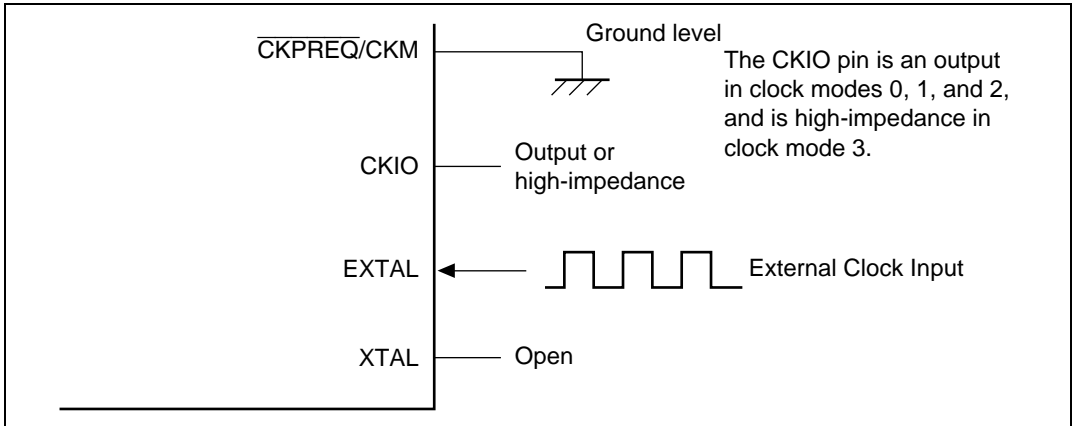 CKPREQ/CKM
Ground level
The CKIO pin is an output
in clock modes 0, 1, and 2,
and is high-impedance in
clock mode 3.
CKIO
Output or
high-impedance
EXTAL
External Clock Input
XTAL
Open